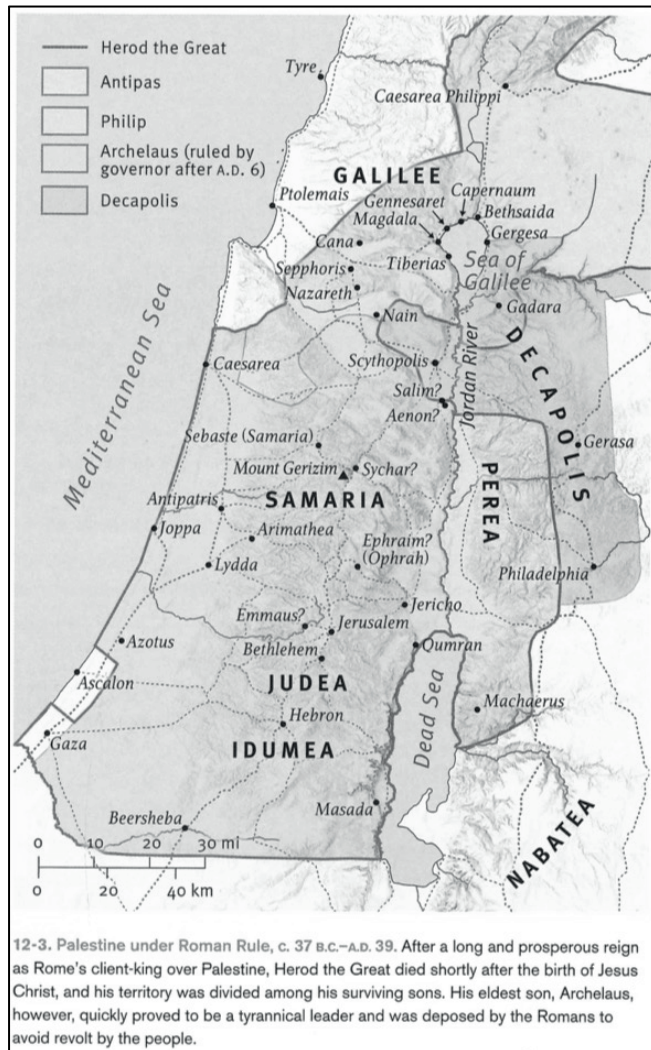 Herod the Great
Antipas
Philip
Archelaus (ruled by
governor after A.D. 6)
Decapolis
Tyre
Caesarea Philippi
GALILEE
Capernaum
Gennesaret
Bethsaida
Ptolemais
Magdala
Gergesa
Cana
Tiberias
Sea of
Galilee
Sepphoris
Nazareth
Gadara
Nain
Mediterranean Sea
Caesarea
Scythopolis
Jordan River
DECAPOLIS
Salim?
Aenon?
Sebaste (Samaria)
Gerasa
Mount Gerizim
Sychar?
PEREA
Antipatris
SAMARIA
Joppa
Arimathea
Ephraim?
(Ophrah)
Lydda
Philadelphia
Jericho
Emmaus?
Jerusalem
Azotus
Bethlehem
Qumran
Ascalon
JUDEA
Machaerus
Hebron
Dead Sea
Gaza
IDUMEA
Masada
NABATEA
Beersheba
0 10 20 30 mi
0 20 40 km
12-3. Palestine under Roman Rule, c. 37 B.C.–A.D. 39. After a long and prosperous reign
as Rome's client-king over Palestine, Herod the Great died shortly after the birth of Jesus
Christ, and his territory was divided among his surviving sons. His eldest son, Archelaus,
however, quickly proved to be a tyrannical leader and was deposed by the Romans to
avoid revolt by the people.